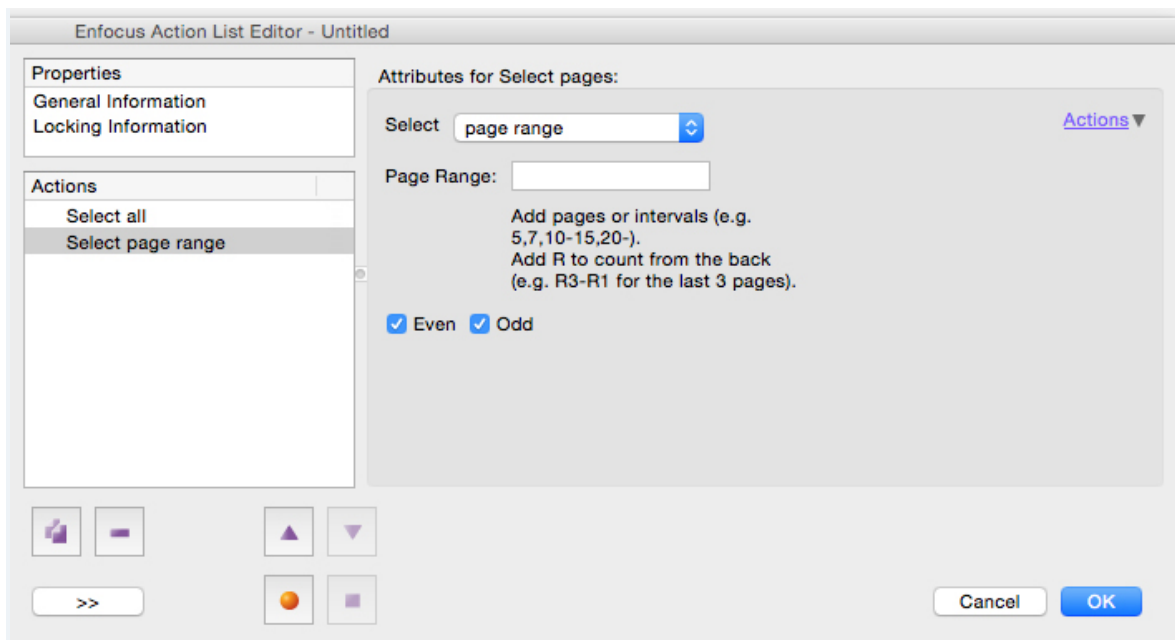 Enfocus Action List Editor - Untitled
Properties
General Information
Locking Information
Actions
Select all
Select page range
>>
Attributes for Select pages:
Select page range
Actions▼
Page Range:
Add pages or intervals (e.g.
5,7,10-15,20-).
Add R to count from the back
(e.g. R3-R1 for the last 3 pages).
Even Odd
Cancel OK